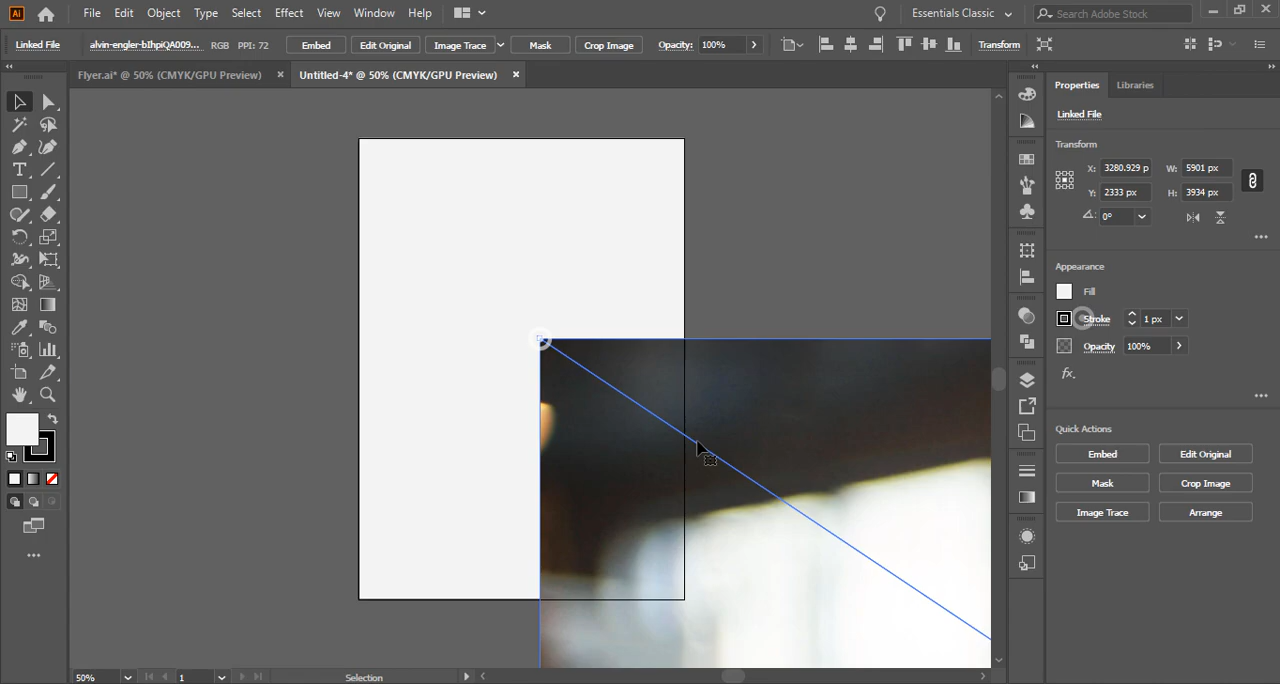 Ai File Edit Object Type Select Effect View Window Help Essentials Classic Search Adobe Stock
Linked File alvin-engler-bIhpiQA009... RGB PPI: 72 Embed Edit Original Image Trace Mask Crop Image Opacity: 100% Transform
Flyer.ai* @ 50% (CMYK/GPU Preview) Untitled-4* @ 50% (CMYK/GPU Preview)
Properties Libraries
Linked File
Transform
X: 3280.929 p W: 5901 px
Y: 2333 px H: 3934 px
0°
Appearance
Fill
Stroke 1 px
Opacity 100%
fx.
Quick Actions
Embed Edit Original
Mask Crop Image
Image Trace Arrange
50% 1 Selection